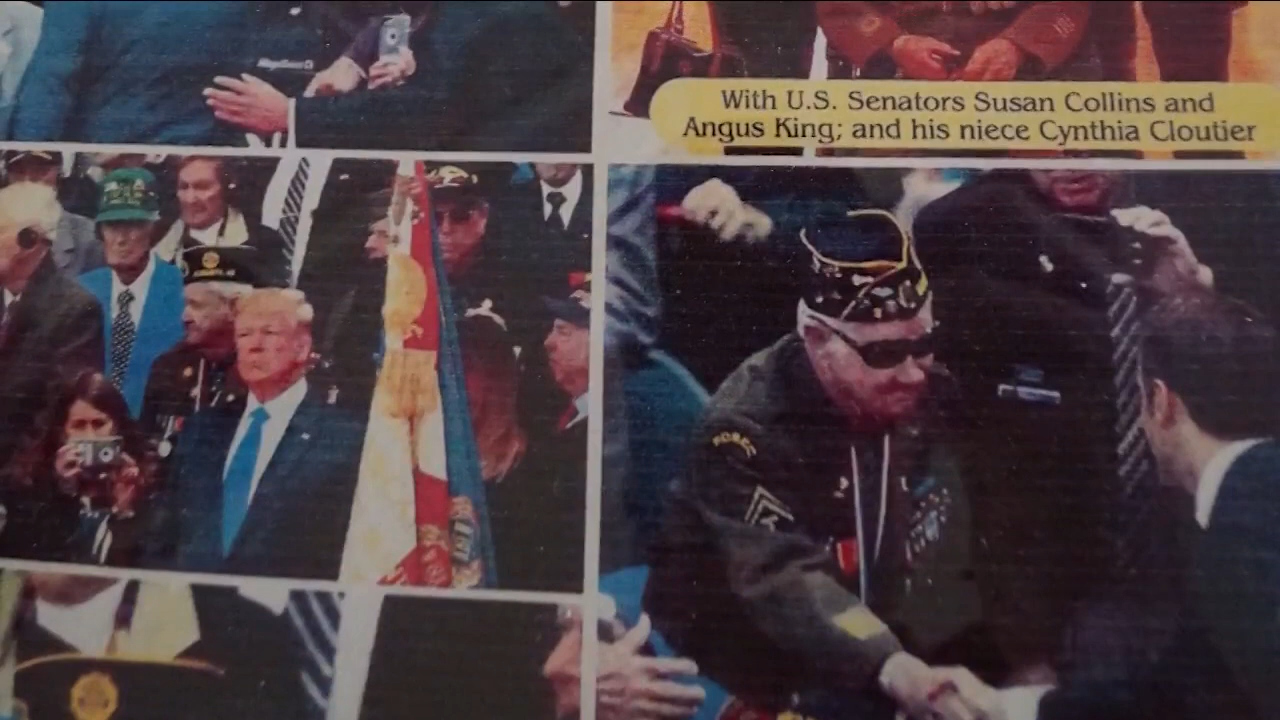 With U.S. Senators Susan Collins and
Angus King; and his niece Cynthia Cloutier